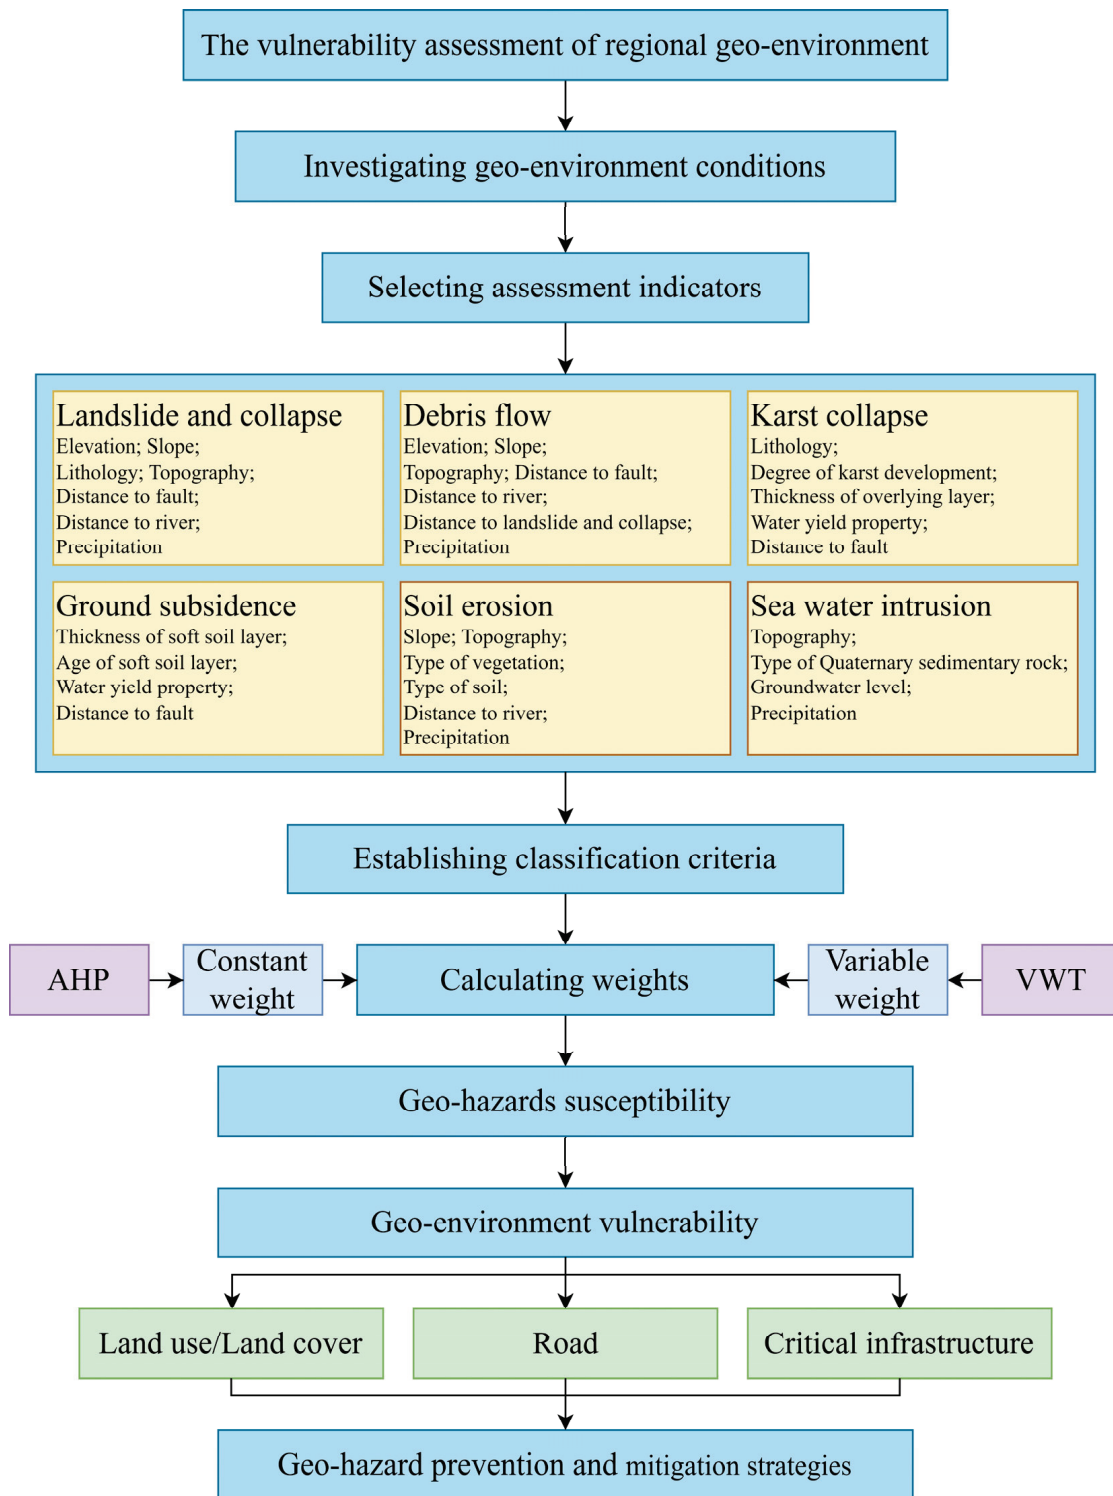 The vulnerability assessment of regional geo-environment
Investigating geo-environment conditions
Selecting assessment indicators
Landslide and collapse
Elevation; Slope;
Lithology; Topography;
Distance to fault;
Distance to river;
Precipitation
Debris flow
Elevation; Slope;
Topography; Distance to fault;
Distance to river;
Distance to landslide and collapse;
Precipitation
Karst collapse
Lithology;
Degree of karst development;
Thickness of overlying layer;
Water yield property;
Distance to fault
Ground subsidence
Thickness of soft soil layer;
Age of soft soil layer;
Water yield property;
Distance to fault
Soil erosion
Slope; Topography;
Type of vegetation;
Type of soil;
Distance to river;
Precipitation
Sea water intrusion
Topography;
Type of Quaternary sedimentary rock;
Groundwater level;
Precipitation
Establishing classification criteria
AHP
Constant
weight
Calculating weights
Variable
weight
VWT
Geo-hazards susceptibility
Geo-environment vulnerability
Land use/Land cover
Road
Critical infrastructure
Geo-hazard prevention and mitigation strategies